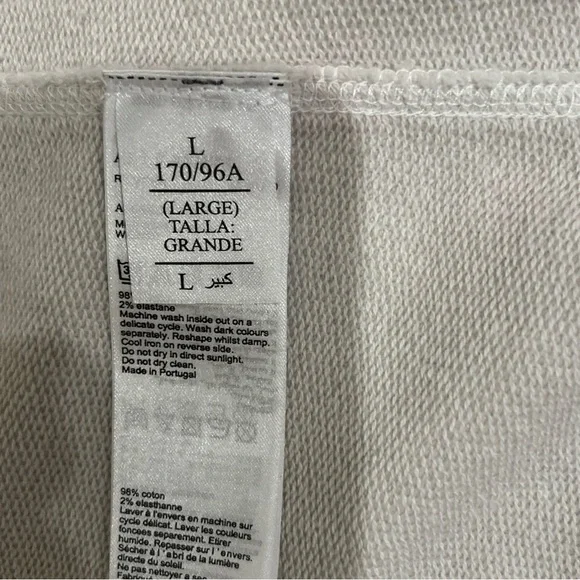 L
170/96A
(LARGE)
TALLA:
GRANDE
L كبير
98%
2% elastane
Machine wash inside out on a
delicate cycle. Wash dark colours
separately. Reshape whilst damp.
Cool iron on reverse side.
Do not dry in direct sunlight.
Do not dry clean.
Made in Portugal
98% coton
2% élasthanne
Laver à l'envers en machine sur
cycle délicat. Laver les couleurs
foncées separement. Etirer
humide. Repasser sur l'envers.
Sécher à l'abri de la lumière
directe du soleil.
Ne pas nettoyer a sec